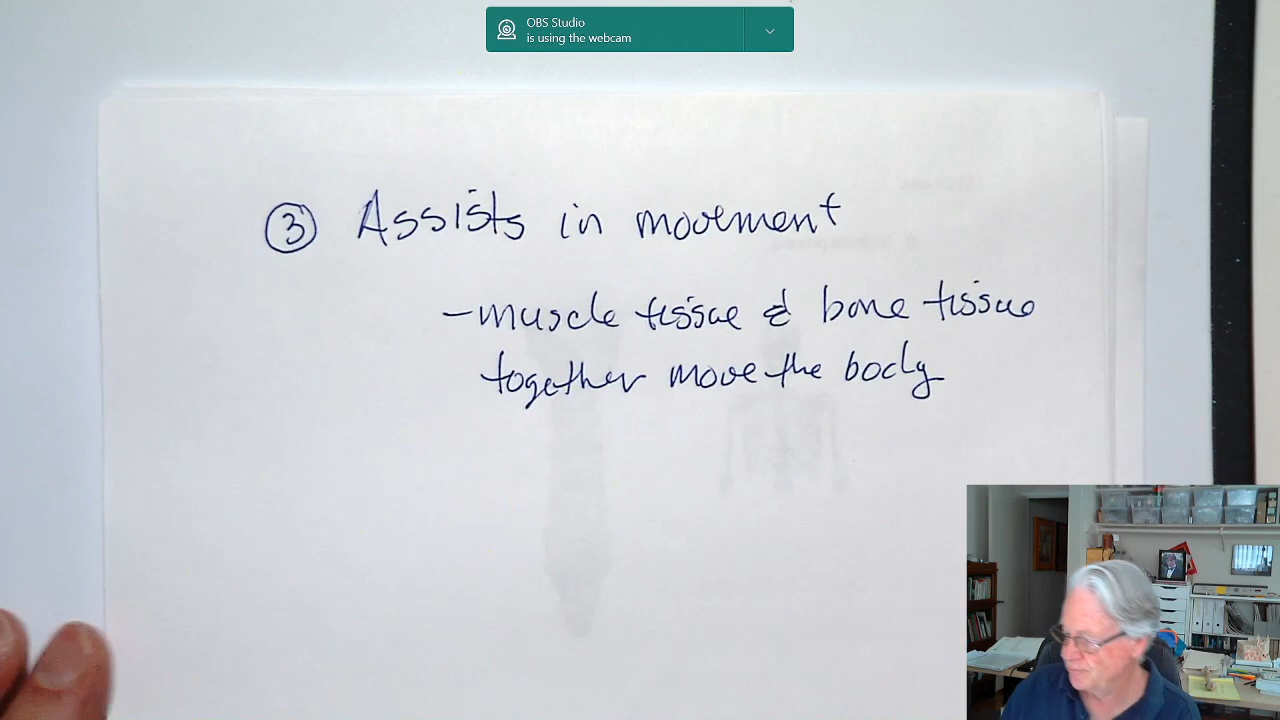 OBS Studio
is using the webcam
③ Assists in movement
- muscle tissue & bone tissue
together move the body